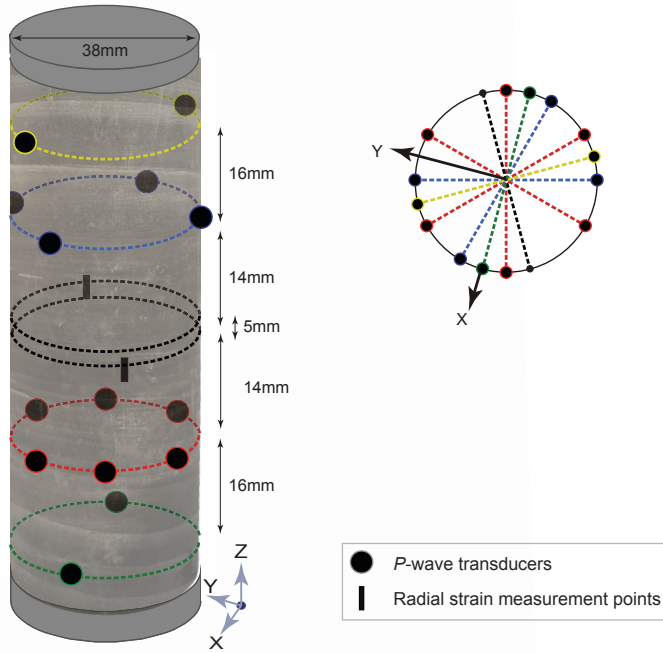 38mm
16mm
14mm
5mm
14mm
16mm
Z
Y
X
Y
X
P-wave transducers
Radial strain measurement points